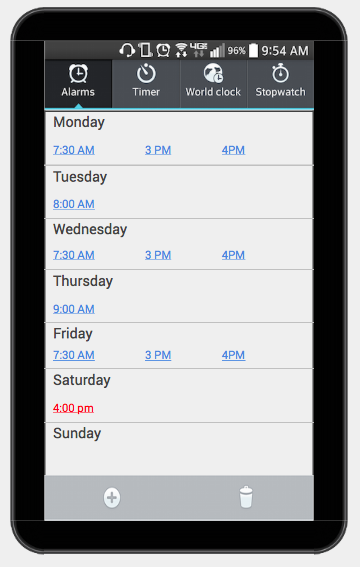 4G LTE 96% 9:54 AM
Alarms Timer World clock Stopwatch
Monday
7:30 AM 3 PM 4PM
Tuesday
8:00 AM
Wednesday
7:30 AM 3 PM 4PM
Thursday
9:00 AM
Friday
7:30 AM 3 PM 4PM
Saturday
4:00 pm
Sunday